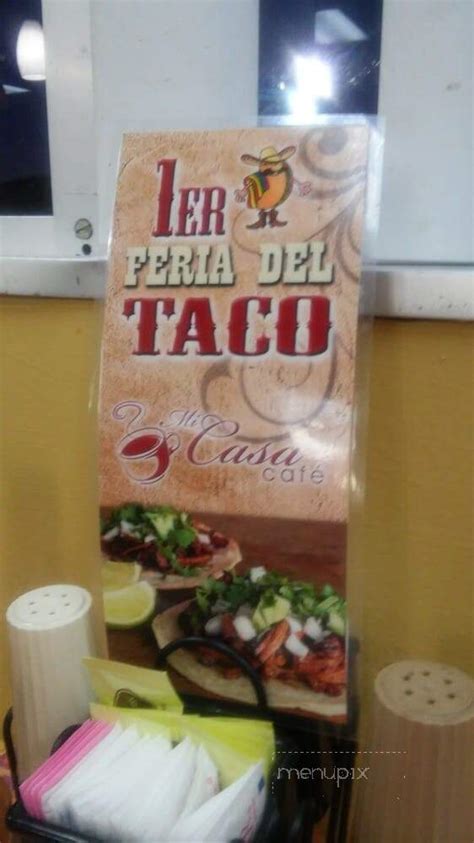 1ER
FERIA DEL
TACO
Mi
Casa
café
menupix